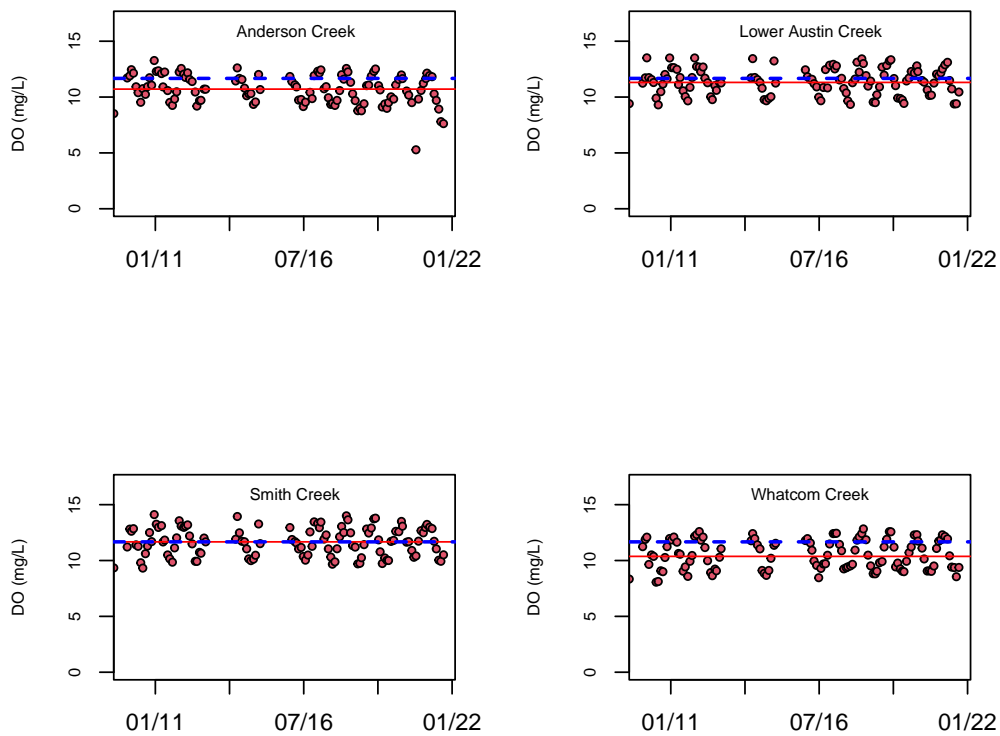 Anderson Creek
DO (mg/L)
15
10
5
0
01/11 07/16 01/22
Lower Austin Creek
DO (mg/L)
15
10
5
0
01/11 07/16 01/22
Smith Creek
DO (mg/L)
15
10
5
0
01/11 07/16 01/22
Whatcom Creek
DO (mg/L)
15
10
5
0
01/11 07/16 01/22